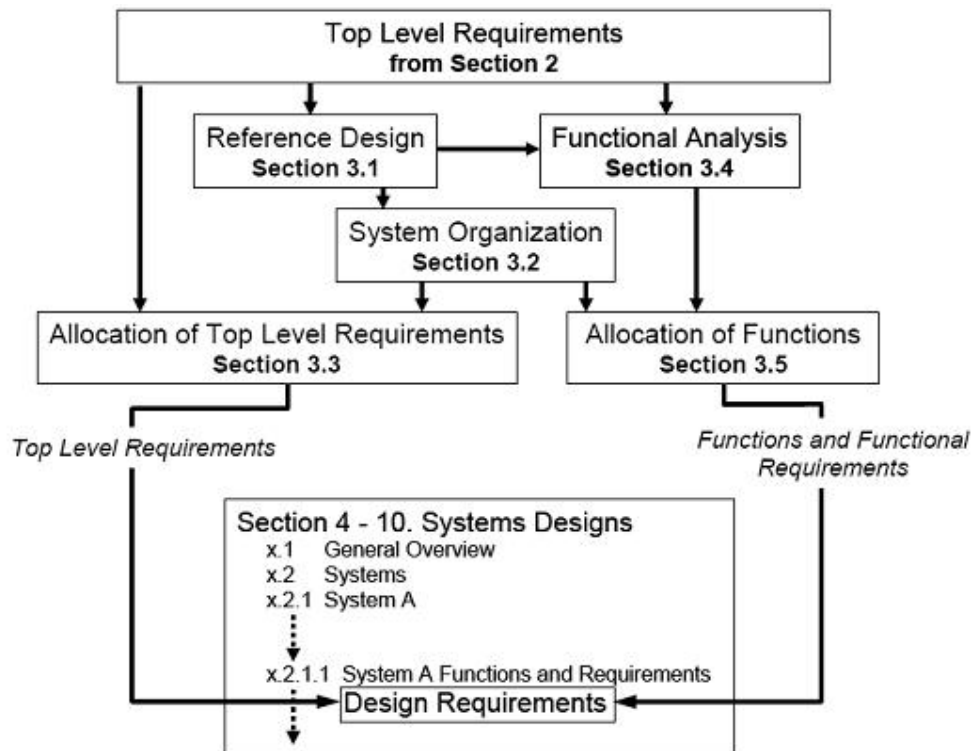 Top Level Requirements
from Section 2
Reference Design
Section 3.1
Functional Analysis
Section 3.4
System Organization
Section 3.2
Allocation of Top Level Requirements
Section 3.3
Allocation of Functions
Section 3.5
Top Level Requirements
Functions and Functional
Requirements
Section 4 - 10. Systems Designs
x.1 General Overview
x.2 Systems
x.2.1 System A
x.2.1.1 System A Functions and Requirements
Design Requirements